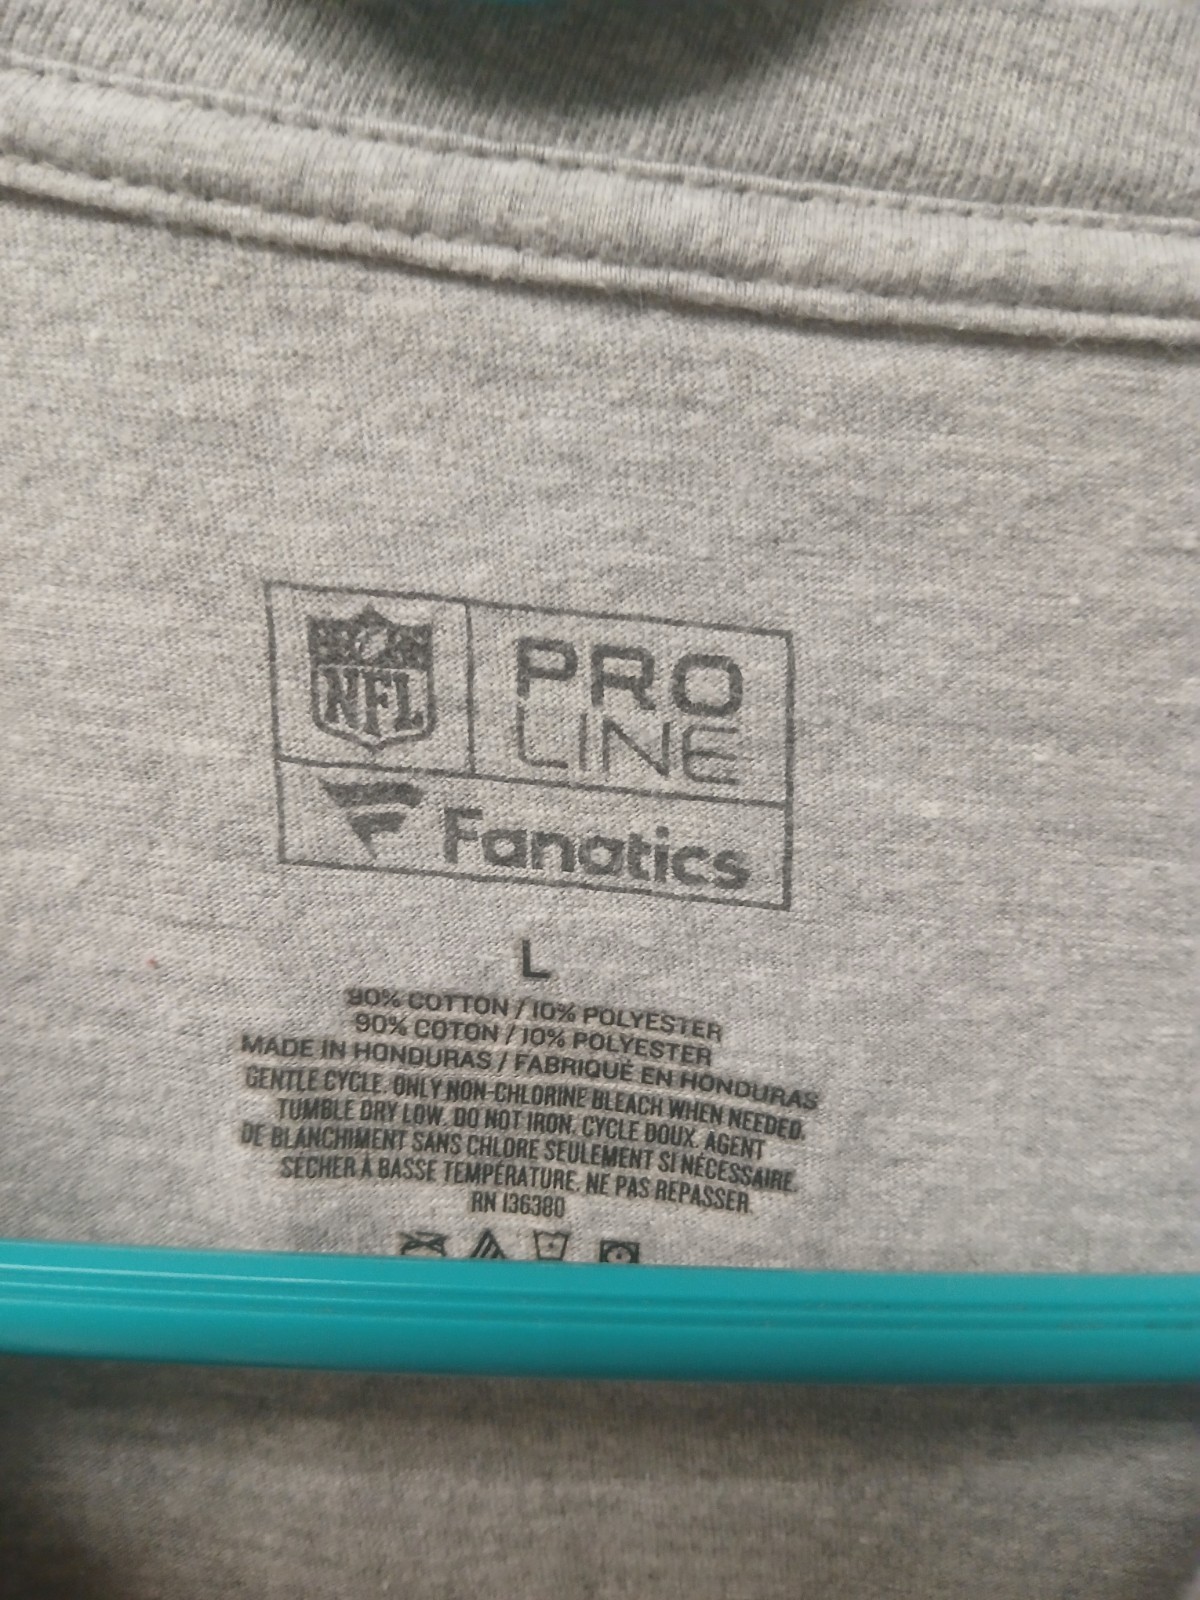 NFL
PRO
LINE
Fanatics
L
90% COTTON / 10% POLYESTER
90% COTON / 10% POLYESTER
MADE IN HONDURAS / FABRIQUÉ EN HONDURAS
GENTLE CYCLE. ONLY NON-CHLORINE BLEACH WHEN NEEDED.
TUMBLE DRY LOW. DO NOT IRON. CYCLE DOUX. AGENT
DE BLANCHIMENT SANS CHLORE SEULEMENT SI NÉCESSAIRE.
SÉCHER À BASSE TEMPÉRATURE. NE PAS REPASSER.
RN 136380